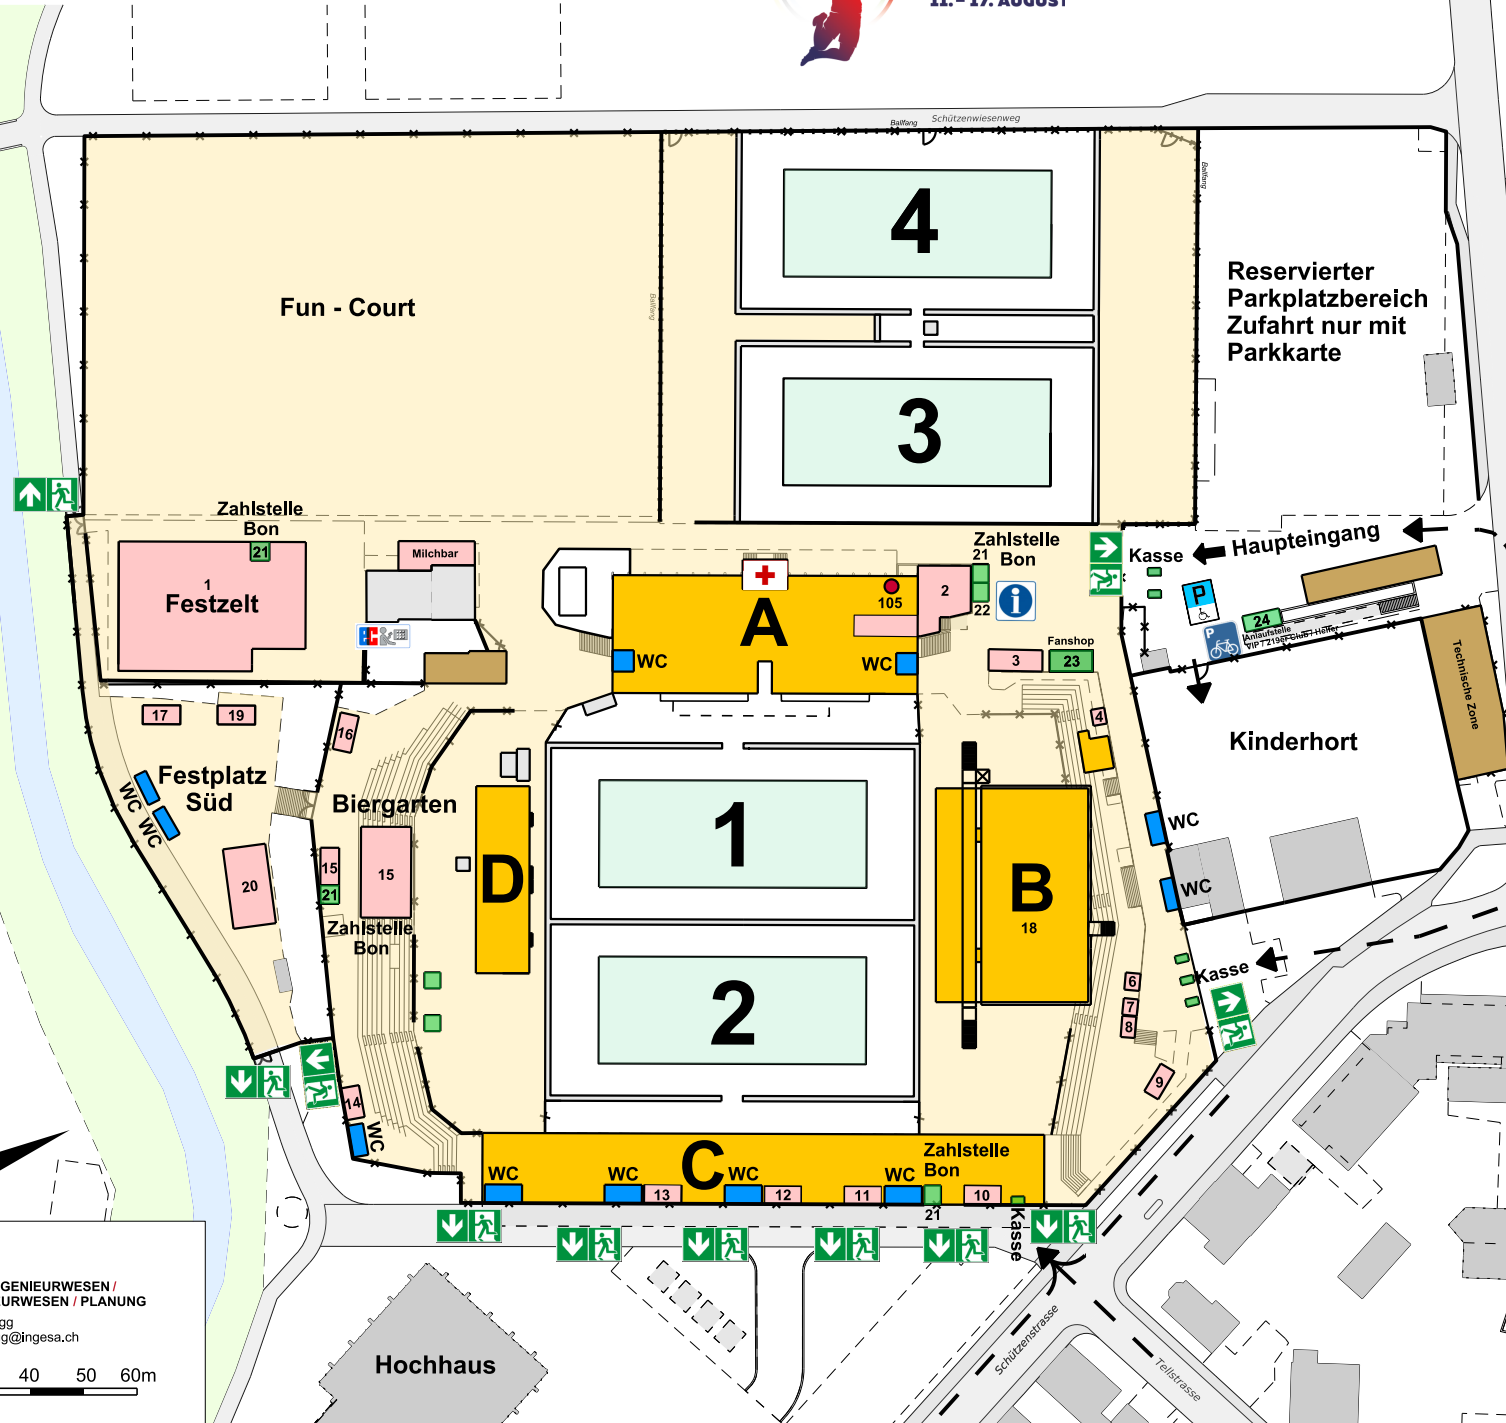 11. – 17. AUGUST
Ballfang
Schützenwiesenweg
4
Ballfang
Reservierter
Parkplatzbereich
Zufahrt nur mit
Parkkarte
Fun - Court
Ballfang
3
Zahlstelle
Bon
21
1
Festzelt
Milchbar
EC
A
105
2
Zahlstelle
Bon
21
22
i
Kasse
Haupteingang
P
P
24
Anlaufstelle
Fanshop
3
23
WC
WC
4
Technische Zone
Kinderhort
17
19
16
Festplatz
Süd
WC
WC
Biergarten
20
15
21
15
Zahlstelle
Bon
D
1
2
B
18
WC
WC
Kasse
6
7
8
9
14
WC
C
WC
WC
13
WC
12
11
WC
Zahlstelle
Bon
21
10
Kasse
Schützenstrasse
Tellstrasse
Hochhaus
GENIEURWESEN /
URWESEN / PLANUNG
gg
g@ingesa.ch
40 50 60m